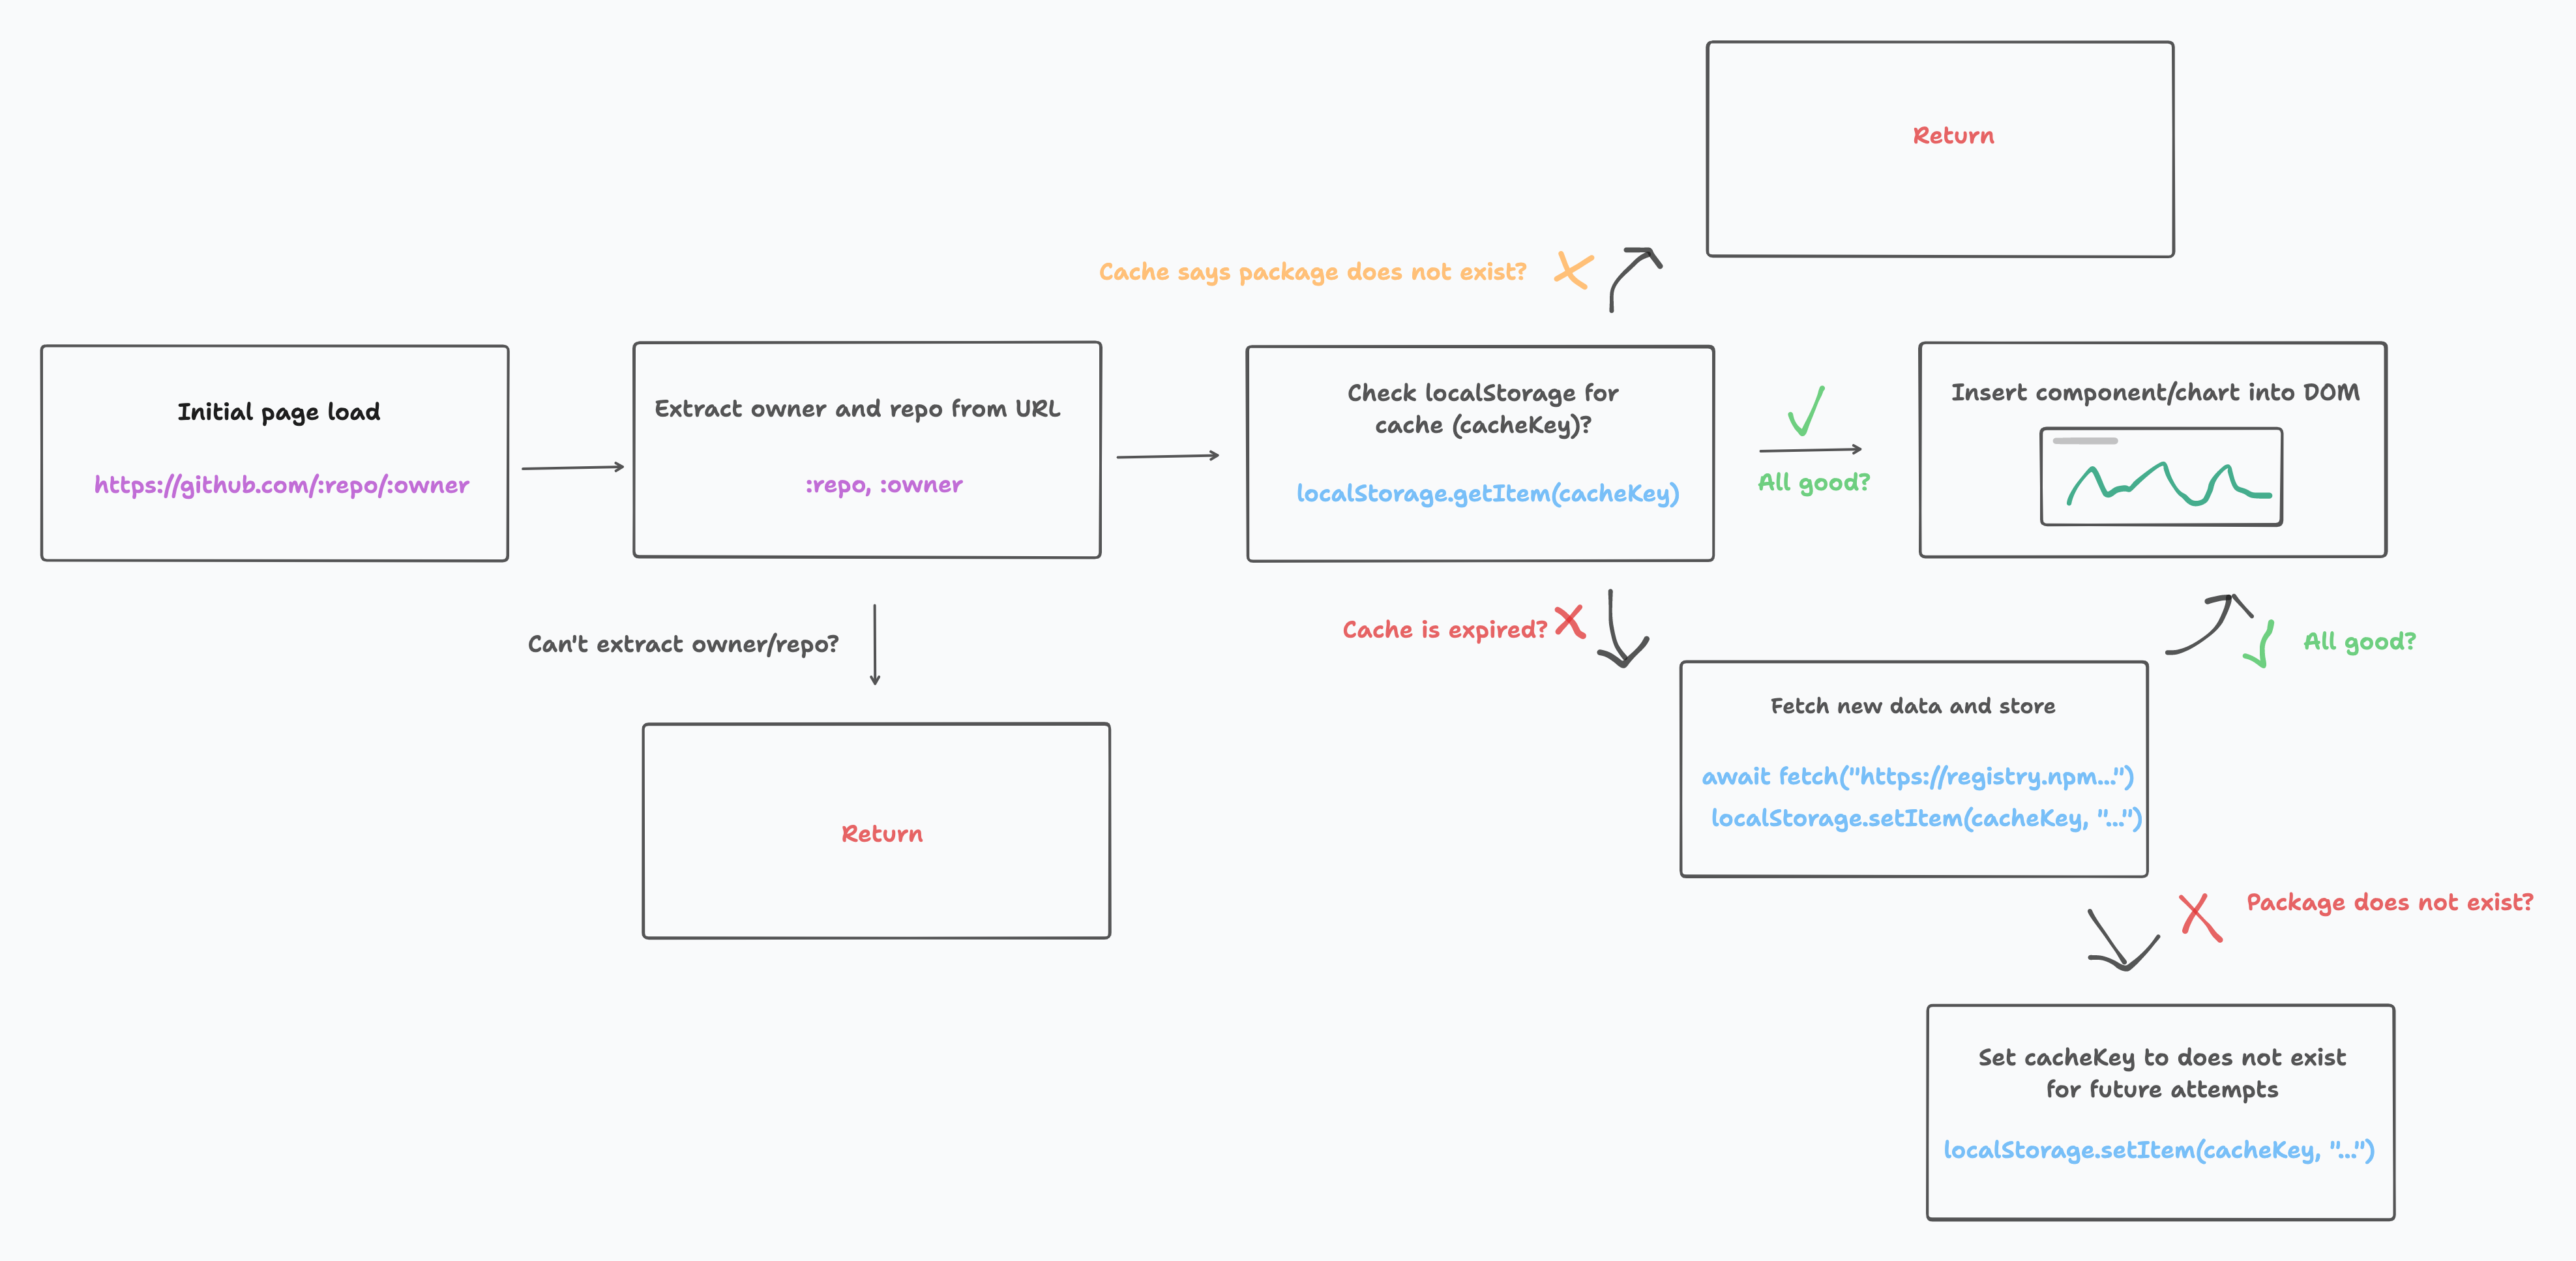 Return
Cache says package does not exist?
Initial page load
https://github.com/:repo/:owner
Extract owner and repo from URL
:repo, :owner
Check localStorage for
cache (cacheKey)?
localStorage.getItem(cacheKey)
All good?
Insert component/chart into DOM
Can't extract owner/repo?
Return
Cache is expired?
Fetch new data and store
await fetch("https://registry.npm...")
localStorage.setItem(cacheKey, "...")
All good?
Package does not exist?
Set cacheKey to does not exist
for future attempts
localStorage.setItem(cacheKey, "...")